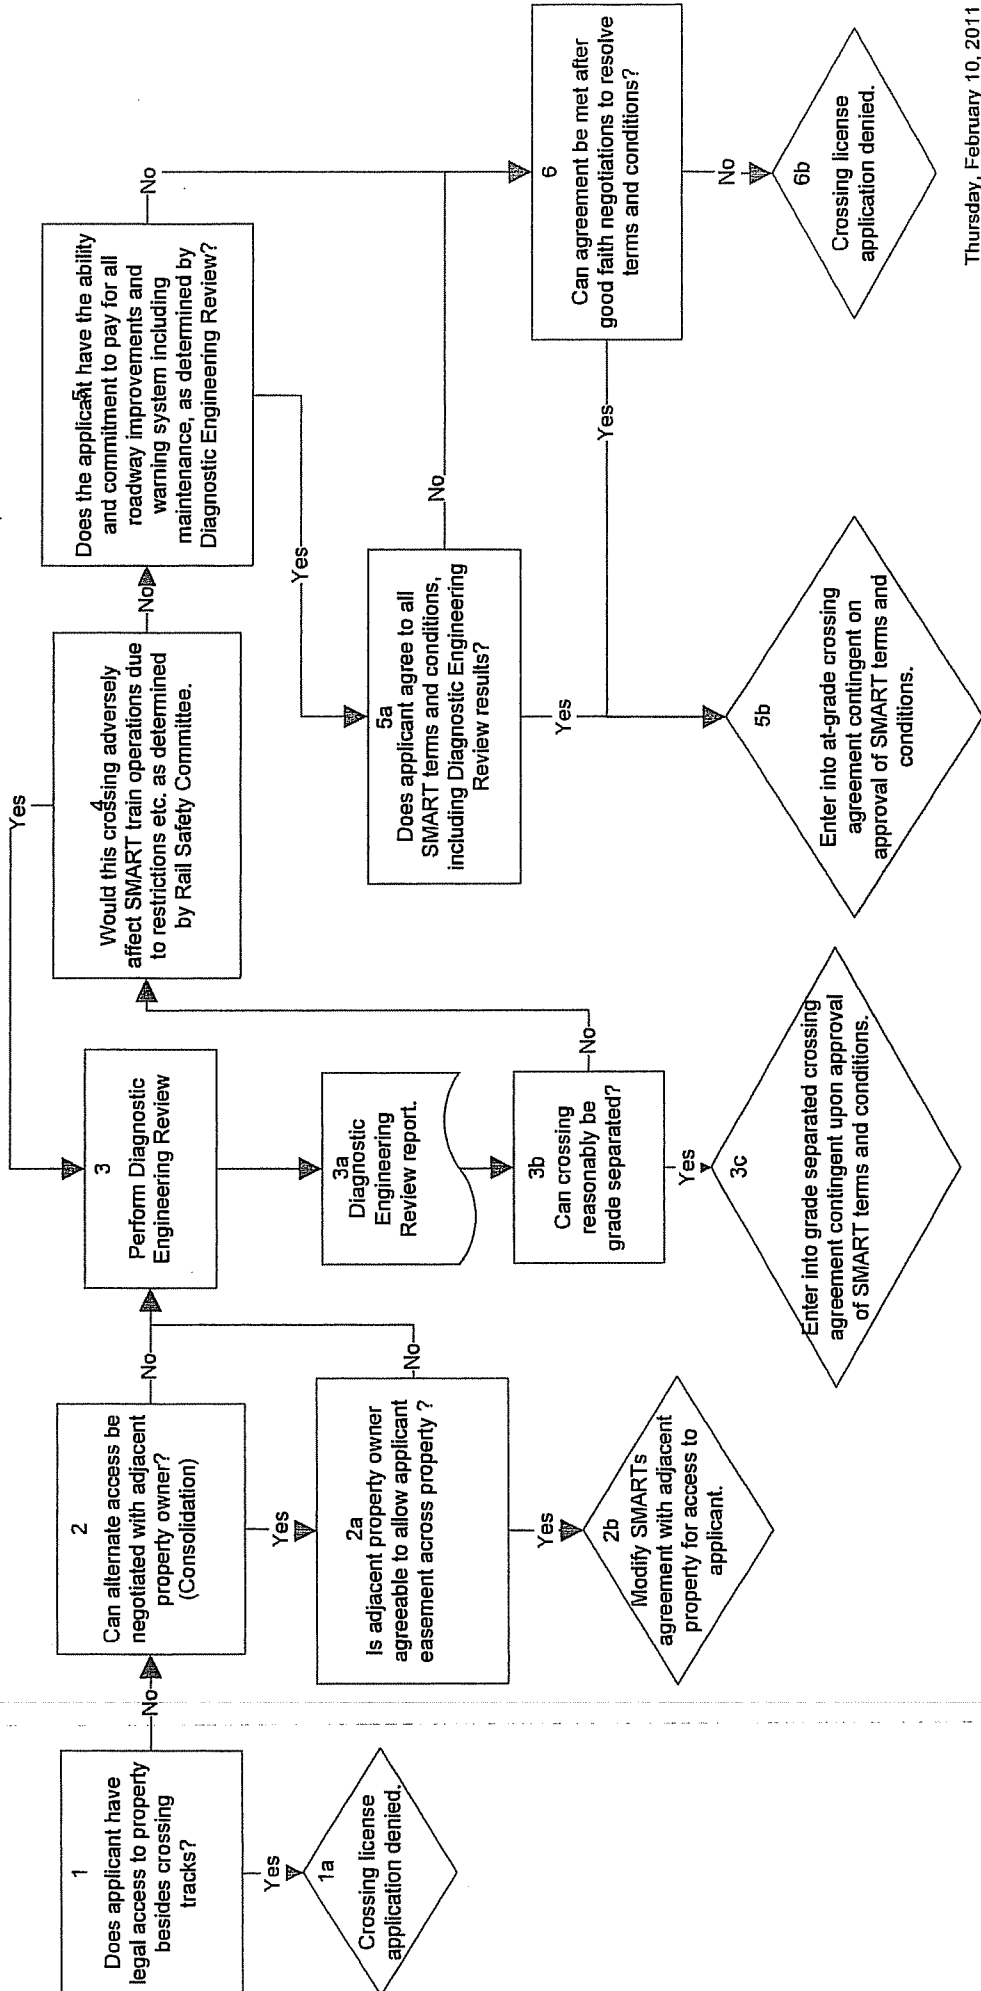 1
Does applicant have
legal access to property
besides crossing
tracks?
Yes
1a
Crossing license
application denied.
No
2
Can alternate access be
negotiated with adjacent
property owner?
(Consolidation)
Yes
2a
Is adjacent property owner
agreeable to allow applicant
easement across property ?
Yes
2b
Modify SMARTs
agreement with adjacent
property for access to
applicant.
No
No
3
Perform Diagnostic
Engineering Review
3a
Diagnostic
Engineering
Review report.
3b
Can crossing
reasonably be
grade separated?
Yes
3c
Enter into grade separated crossing
agreement contingent upon approval
of SMART terms and conditions.
No
Yes
4
Would this crossing adversely
affect SMART train operations due
to restrictions etc. as determined
by Rail Safety Committee.
No
5
Does the applicant have the ability
and commitment to pay for all
roadway improvements and
warning system including
maintenance, as determined by
Diagnostic Engineering Review?
Yes
5a
Does applicant agree to all
SMART terms and conditions,
including Diagnostic Engineering
Review results?
Yes
5b
Enter into at-grade crossing
agreement contingent on
approval of SMART terms and
conditions.
No
No
6
Can agreement be met after
good faith negotiations to resolve
terms and conditions?
Yes
No
6b
Crossing license
application denied.
Thursday, February 10, 2011